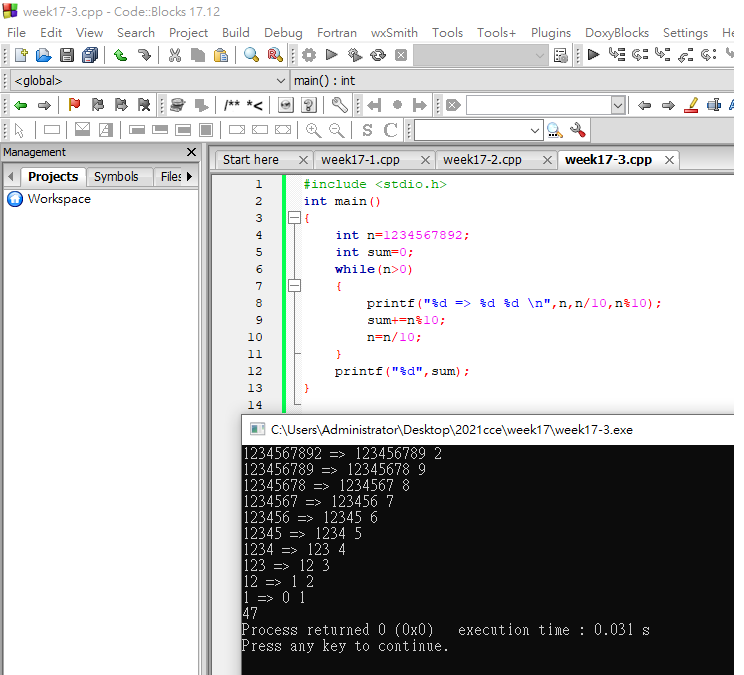 week17-3.cpp - Code::Blocks 17.12
File Edit View Search Project Build Debug Fortran wxSmith Tools Tools+ Plugins DoxyBlocks Settings
<global> main() : int
/** *<
S C
Management
Projects Symbols Files
Workspace
Start here week17-1.cpp week17-2.cpp week17-3.cpp
1 #include <stdio.h>
2 int main()
3 {
4 int n=1234567892;
5 int sum=0;
6 while(n>0)
7 {
8 printf("%d => %d %d \n",n,n/10,n%10);
9 sum+=n%10;
10 n=n/10;
11 }
12 printf("%d",sum);
13 }
14
C:\Users\Administrator\Desktop\2021cce\week17\week17-3.exe
1234567892 => 123456789 2
123456789 => 12345678 9
12345678 => 1234567 8
1234567 => 123456 7
123456 => 12345 6
12345 => 1234 5
1234 => 123 4
123 => 12 3
12 => 1 2
1 => 0 1
47
Process returned 0 (0x0) execution time : 0.031 s
Press any key to continue.